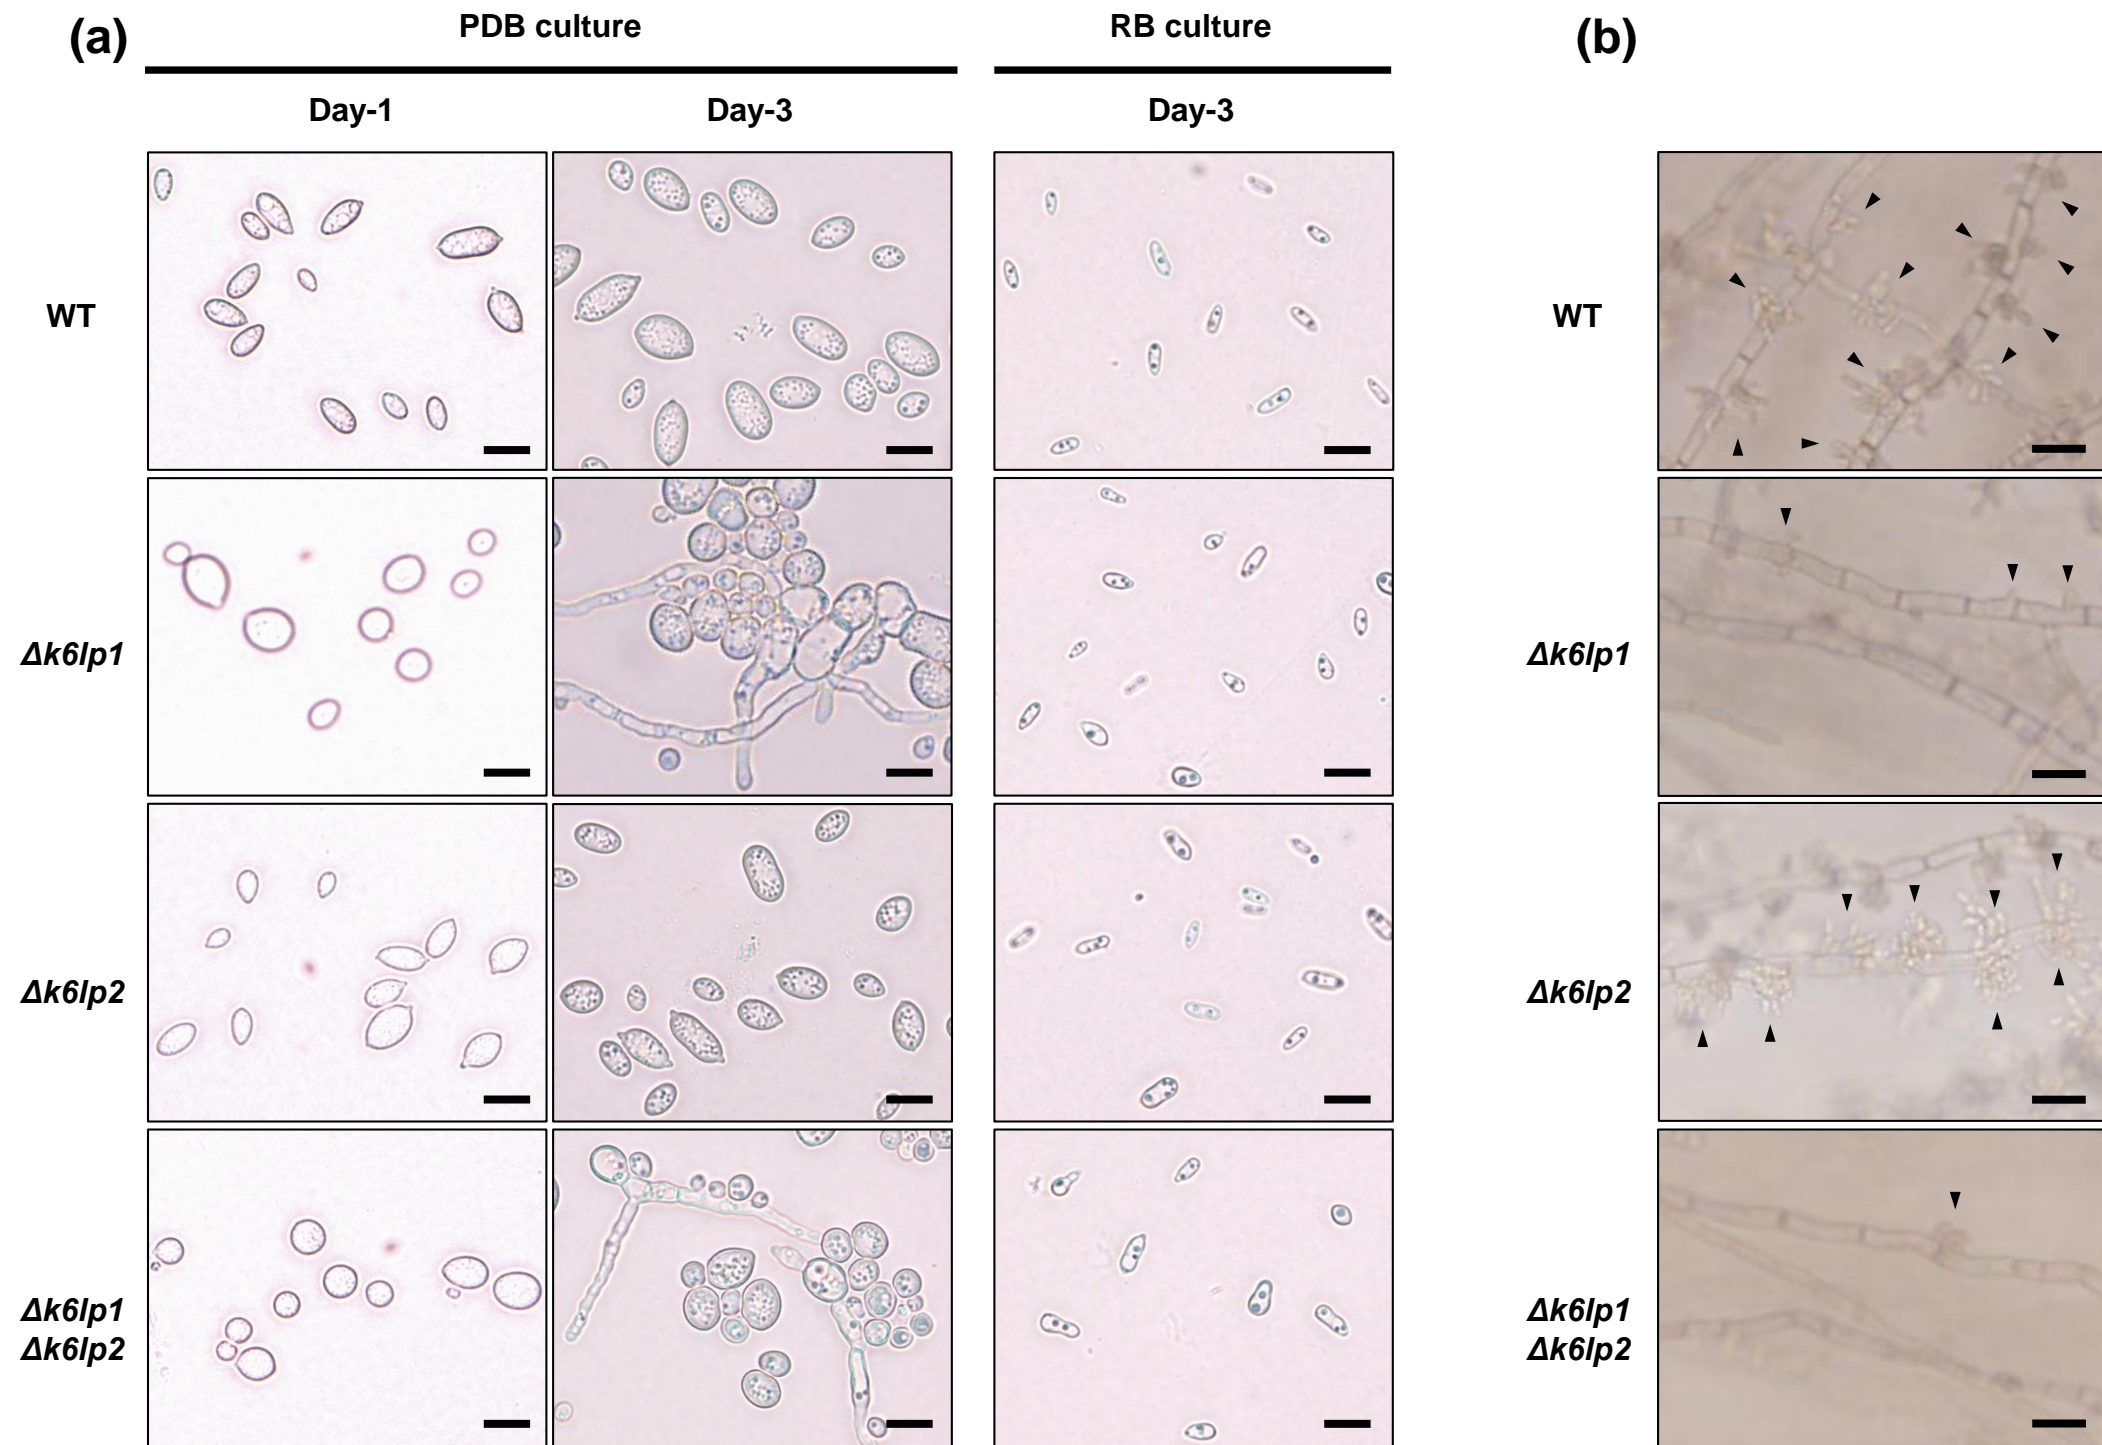 (a)
PDB culture
RB culture
(b)
Day-1
Day-3
Day-3
WT
WT
Δk6lp1
Δk6lp1
Δk6lp2
Δk6lp2
Δk6lp1
Δk6lp2
Δk6lp1
Δk6lp2